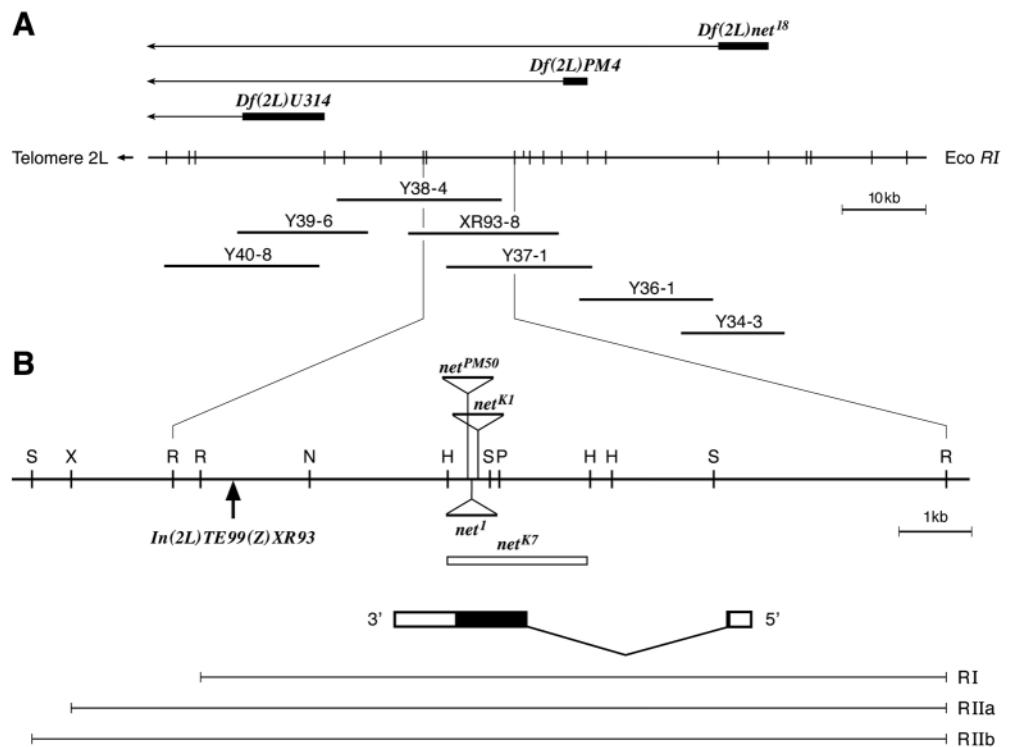 A
Df(2L)net18
Df(2L)PM4
Df(2L)U314
Telomere 2L
Eco RI
Y38-4
10kb
Y39-6
XR93-8
Y40-8
Y37-1
Y36-1
Y34-3
B
netPM50
netK1
S X R R N H S P H H S R
In(2L)TE99(Z)XR93
net1
1kb
netK7
3’ 5’
RI
RIIa
RIIb